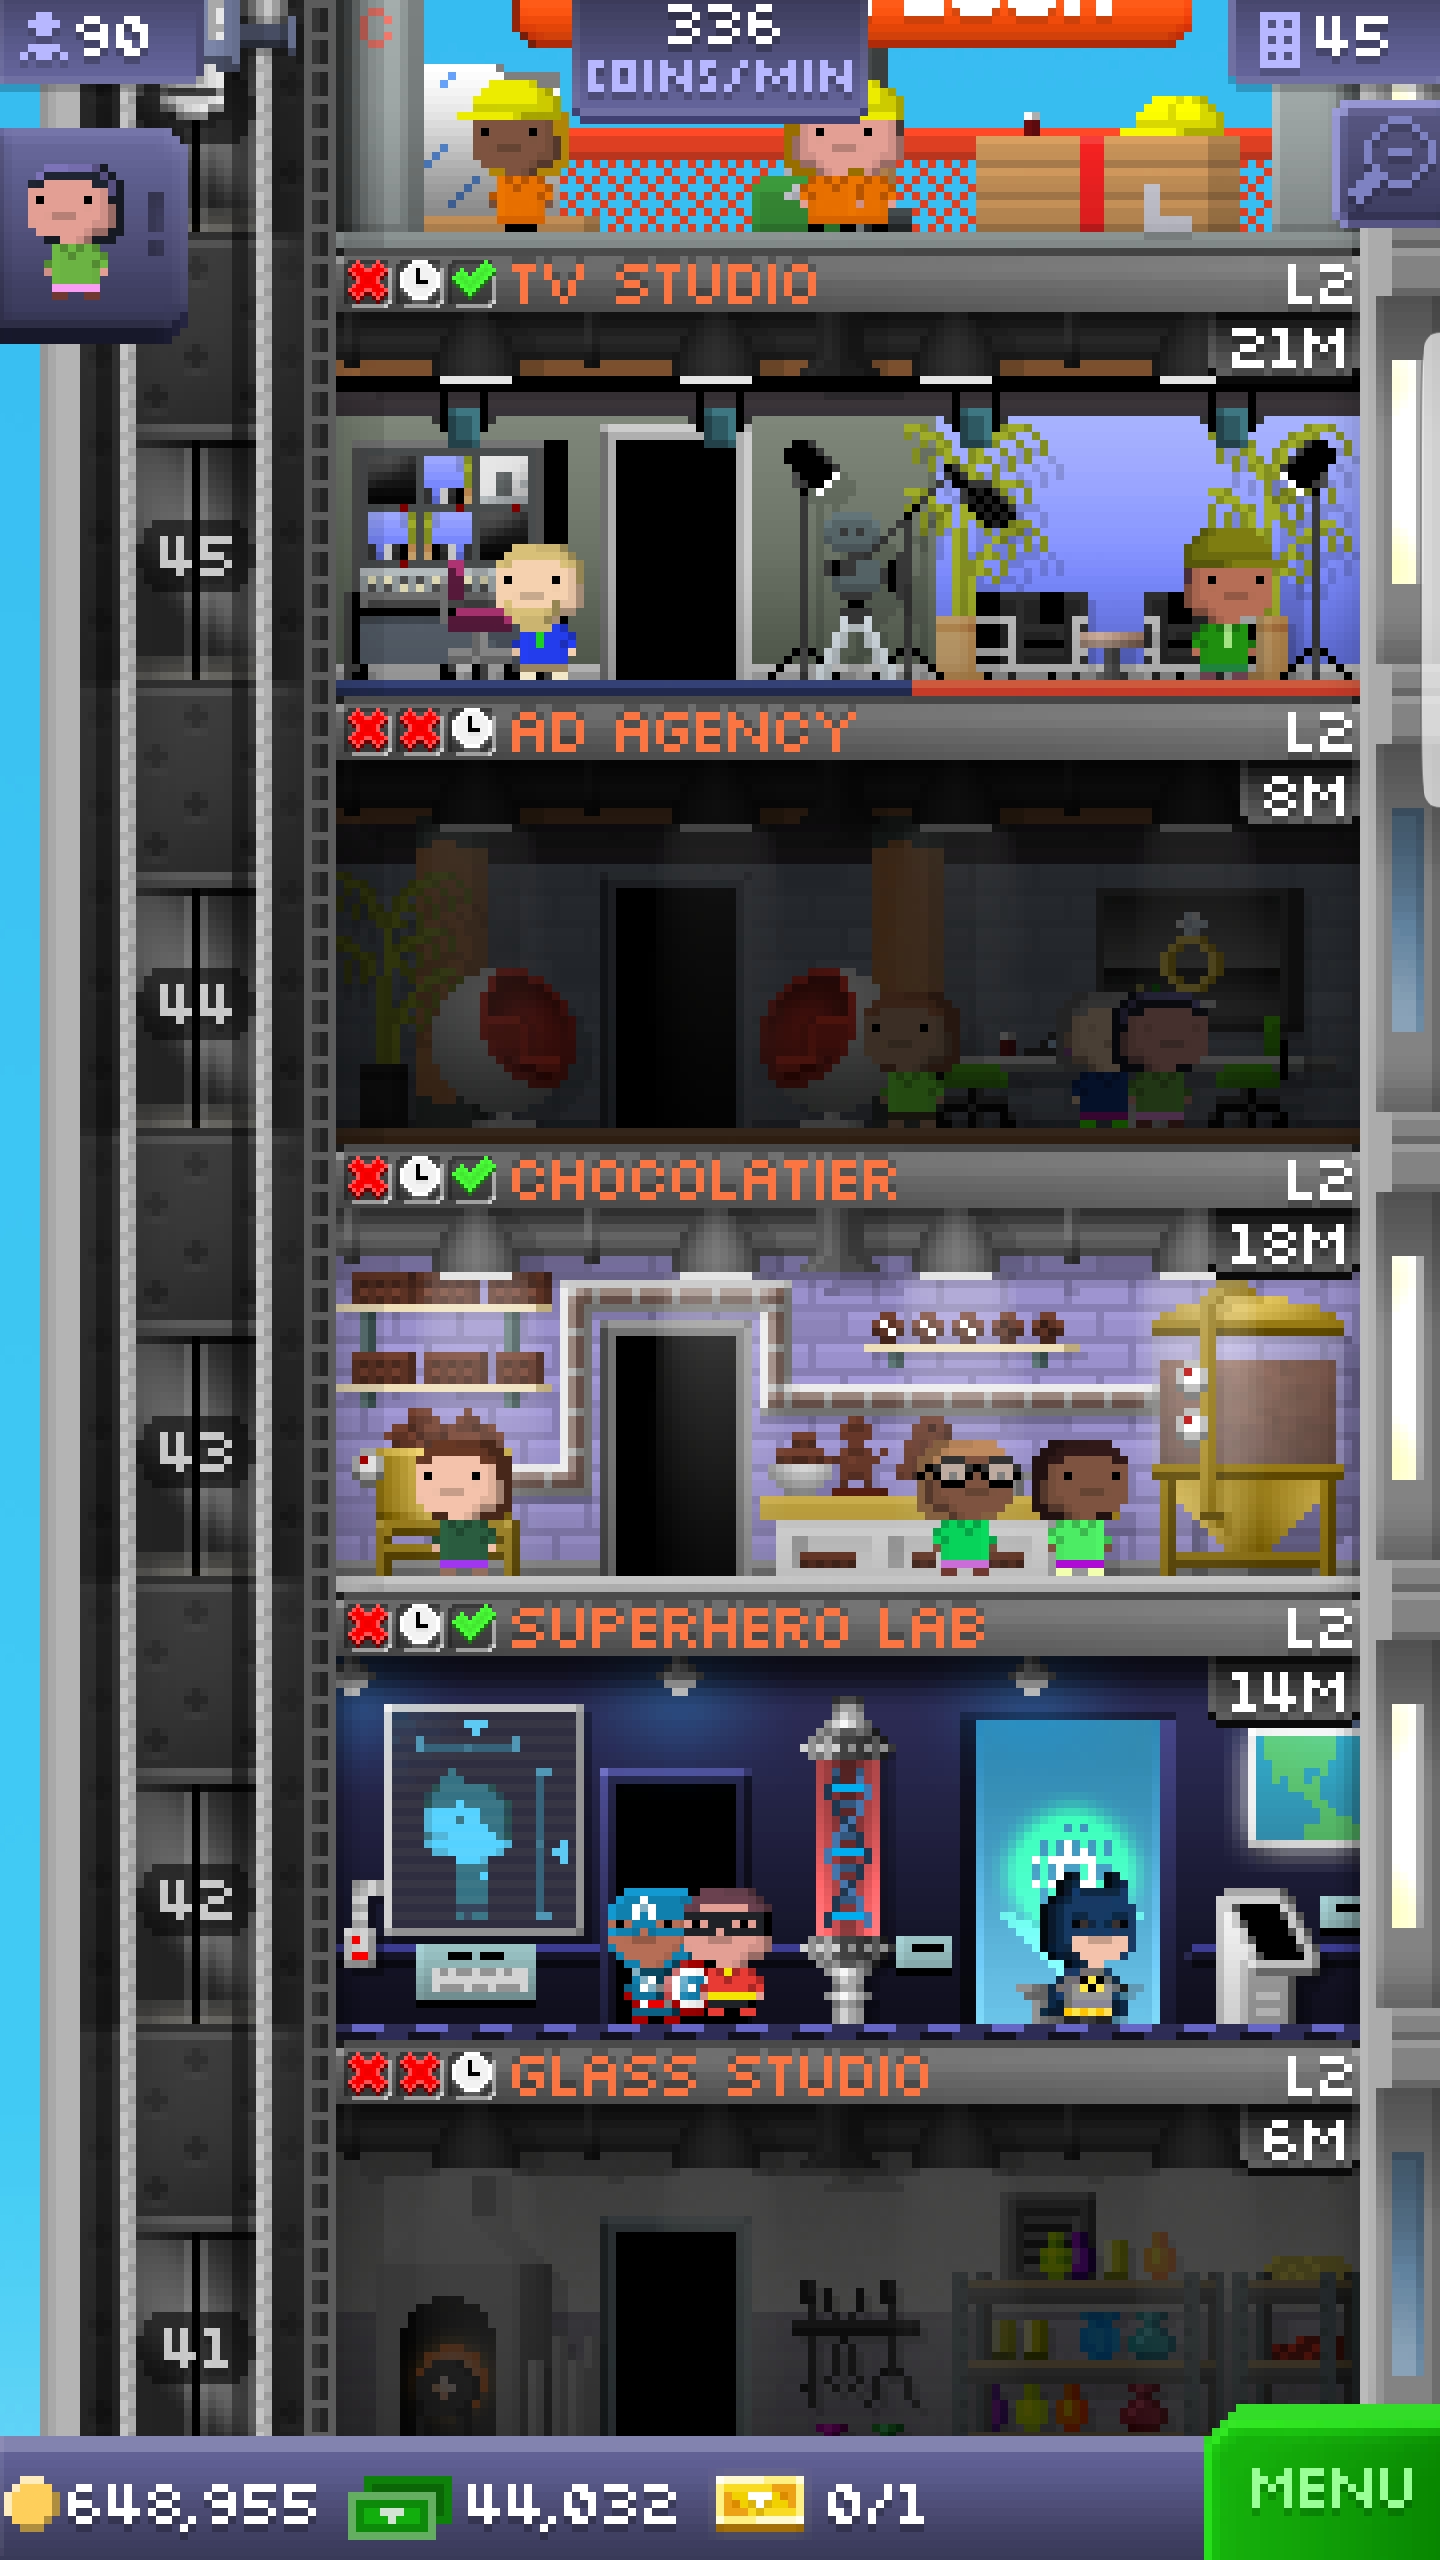 90
336
COINS/MIN
45
TV STUDIO
L2
21M
45
AD AGENCY
L2
8M
44
CHOCOLATIER
L2
18M
43
SUPERHERO LAB
L2
14M
42
GLASS STUDIO
L2
6M
41
648,955
44,032
0/1
MENU